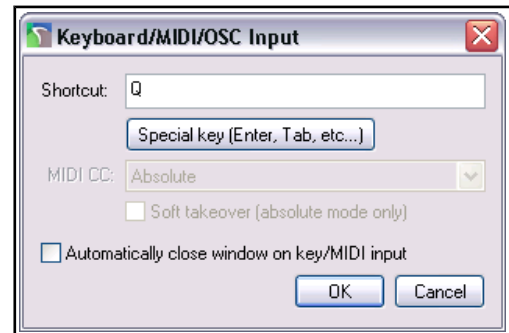 Keyboard/MIDI/OSC Input
Shortcut: Q
Special key (Enter, Tab, etc...)
MIDI CC: Absolute
Soft takeover (absolute mode only)
Automatically close window on key/MIDI input
OK Cancel